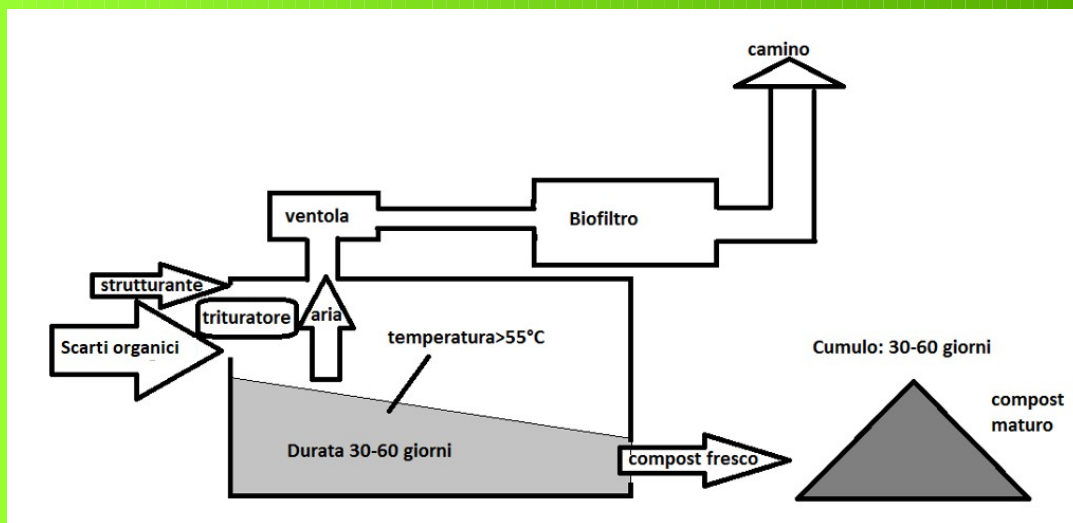 camino
ventola
Biofiltro
strutturante
trituratore
aria
Scarti organici
temperatura>55°C
Cumulo: 30-60 giorni
compost
maturo
Durata 30-60 giorni
compost fresco